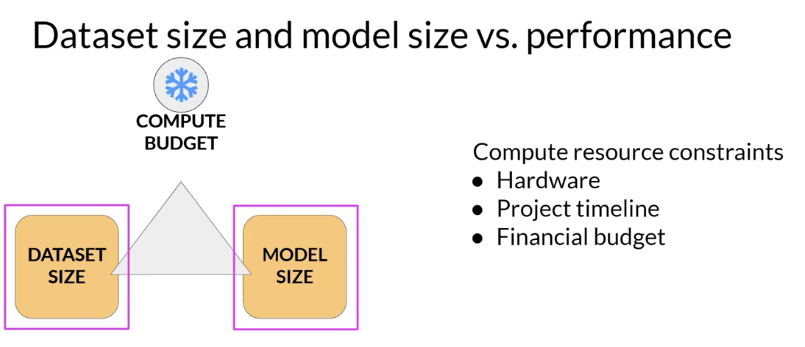 Dataset size and model size vs. performance
COMPUTE
BUDGET
DATASET
SIZE
MODEL
SIZE
Compute resource constraints
● Hardware
● Project timeline
● Financial budget